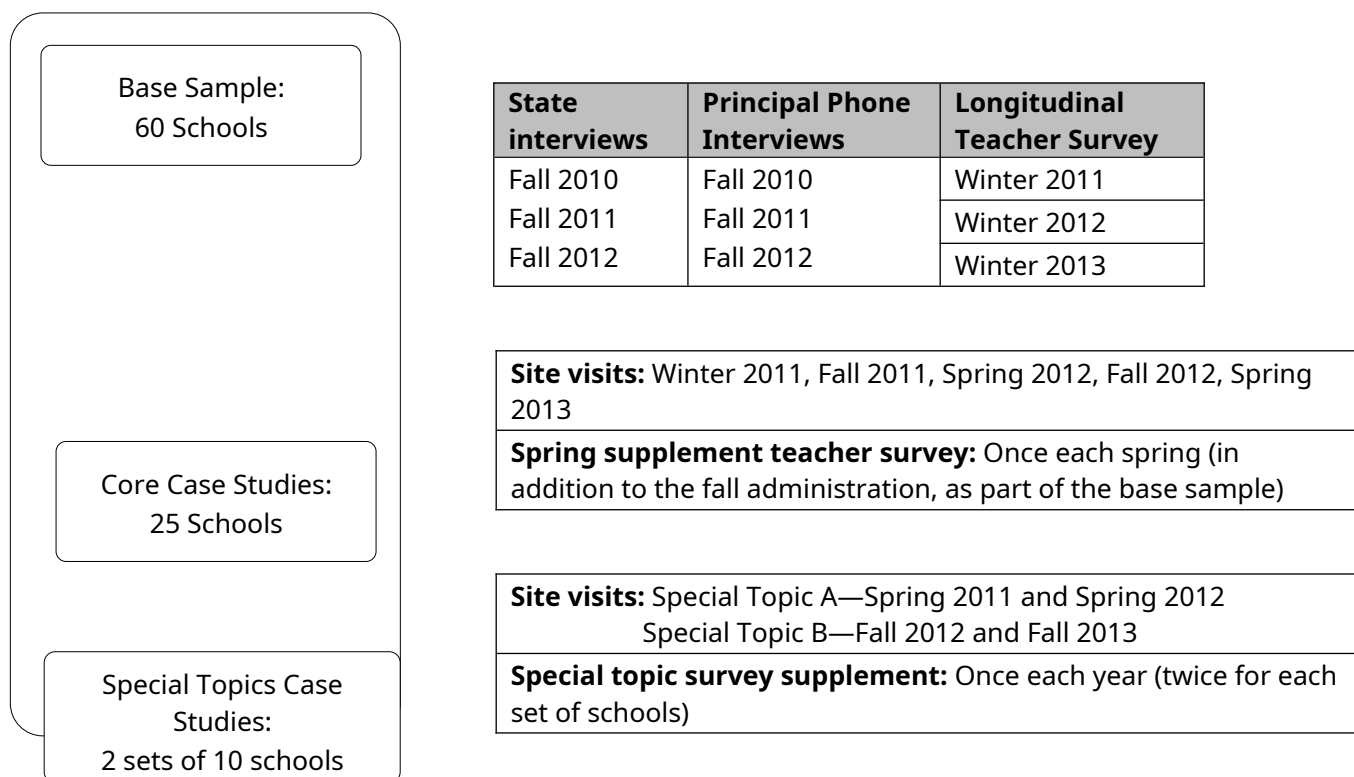 Base Sample:
60 Schools
State interviews
Principal Phone Interviews
Longitudinal Teacher Survey
Fall 2010
Fall 2010
Winter 2011
Fall 2011
Fall 2011
Winter 2012
Fall 2012
Fall 2012
Winter 2013
Core Case Studies:
25 Schools
Site visits: Winter 2011, Fall 2011, Spring 2012, Fall 2012, Spring
2013
Spring supplement teacher survey: Once each spring (in
addition to the fall administration, as part of the base sample)
Special Topics Case
Studies:
2 sets of 10 schools
Site visits: Special Topic A—Spring 2011 and Spring 2012
Special Topic B—Fall 2012 and Fall 2013
Special topic survey supplement: Once each year (twice for each
set of schools)